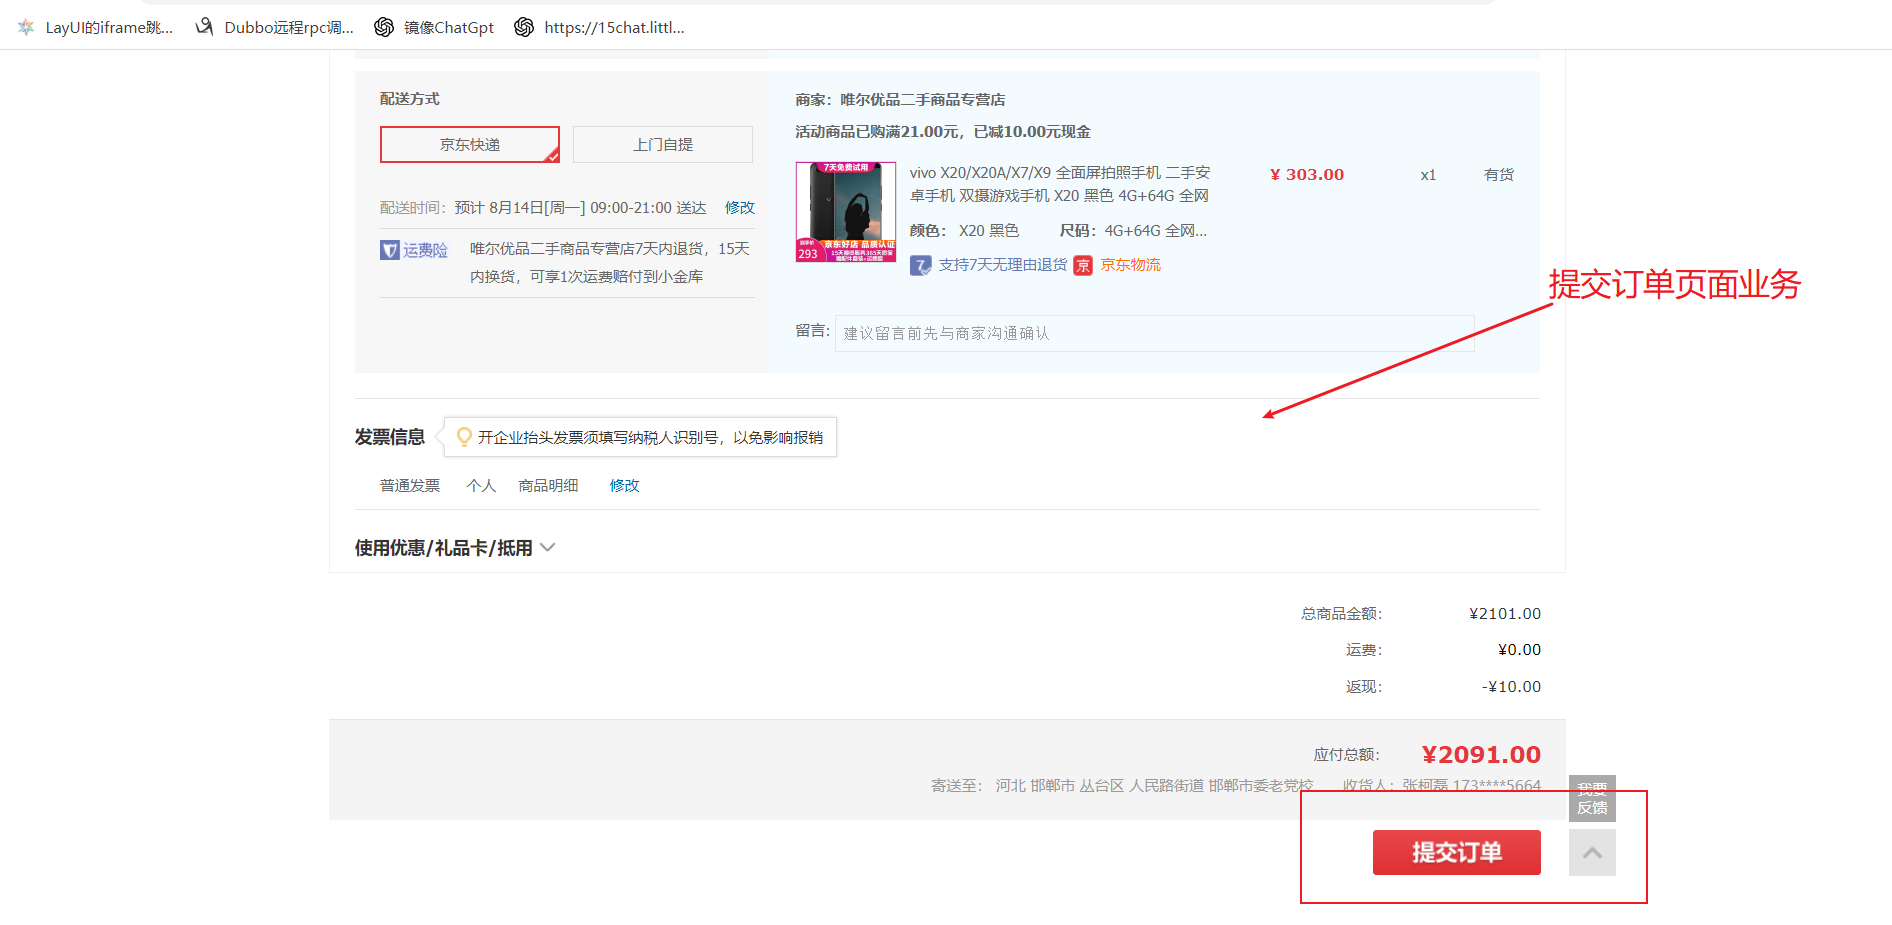 LayUI的iframe跳...
Dubbo远程rpc调...
镜像ChatGpt
https://15chat.littl...
配送方式
京东快递
上门自提
配送时间：预计 8月14日[周一] 09:00-21:00 送达 修改
运费险
唯尔优品二手商品专营店7天内退货，15天
内换货，可享1次运费赔付到小金库
商家：唯尔优品二手商品专营店
活动商品已购满21.00元，已减10.00元现金
7天免费试用
京东好店 品质认证
293
vivo X20/X20A/X7/X9 全面屏拍照手机 二手安
卓手机 双摄游戏手机 X20 黑色 4G+64G 全网
¥ 303.00
x1
有货
颜色： X20 黑色 尺码：4G+64G 全网...
7 支持7天无理由退货 京 京东物流
留言：建议留言前先与商家沟通确认
提交订单页面业务
发票信息
开企业抬头发票须填写纳税人识别号，以免影响报销
普通发票 个人 商品明细 修改
使用优惠/礼品卡/抵用
总商品金额： ¥2101.00
运费： ¥0.00
返现： -¥10.00
应付总额： ¥2091.00
寄送至： 河北 邯郸市 丛台区 人民路街道 邯郸市委老党校 收货人：张柯磊 173****5664
我要
反馈
提交订单